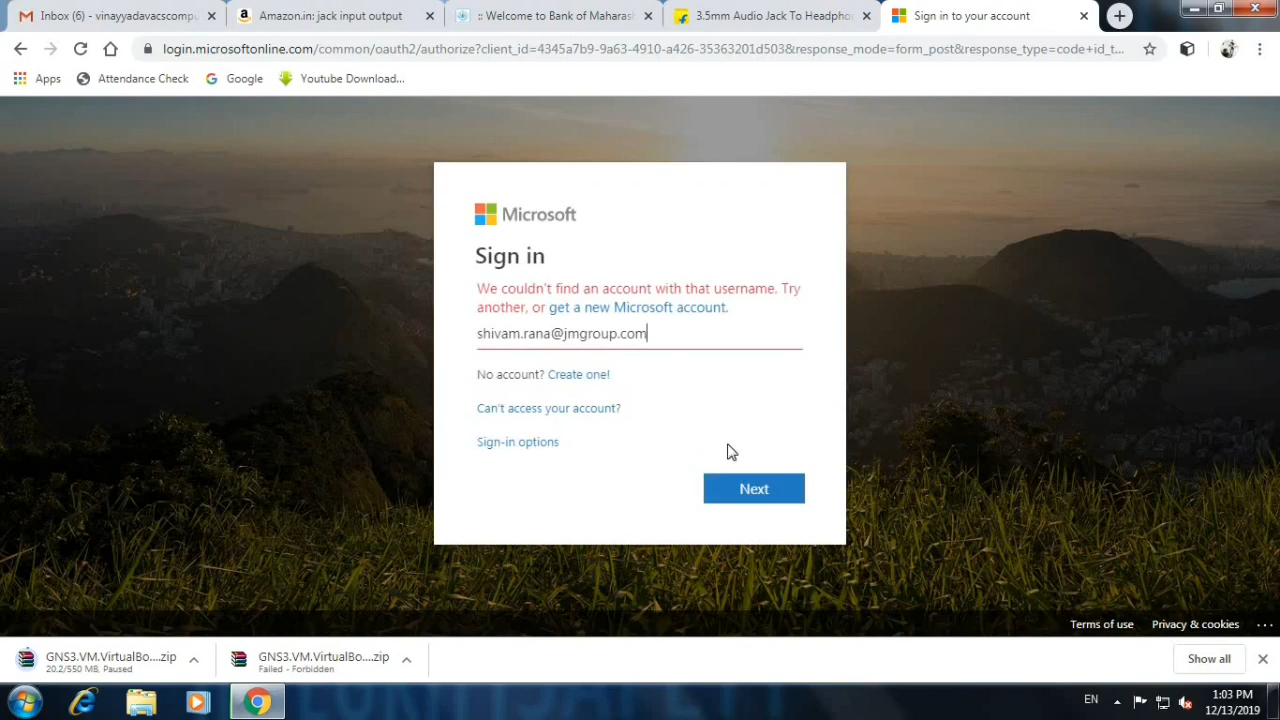 Inbox (6) - vinayyadavacscompu
Amazon.in: jack input output
:: Welcome to Bank of Maharash
3.5mm Audio Jack To Headpho
Sign in to your account
login.microsoftonline.com/common/oauth2/authorize?client_id=4345a7b9-9a63-4910-a426-35363201d503&response_mode=form_post&response_type=code+id_t...
Apps
Attendance Check
Google
Youtube Download...
Microsoft
Sign in
We couldn't find an account with that username. Try
another, or get a new Microsoft account.
shivam.rana@jmgroup.com
No account? Create one!
Can't access your account?
Sign-in options
Next
Terms of use
Privacy & cookies
...
GNS3.VM.VirtualBo....zip
20.2/550 MB, Paused
GNS3.VM.VirtualBo....zip
Failed - Forbidden
Show all
EN
1:03 PM
12/13/2019